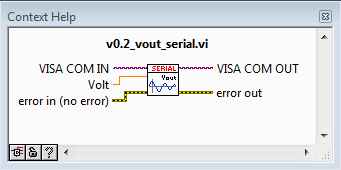 Context Help
v0.2_vout_serial.vi
VISA COM IN
SERIAL
VISA COM OUT
Volt
Vout
error in (no error)
error out
?